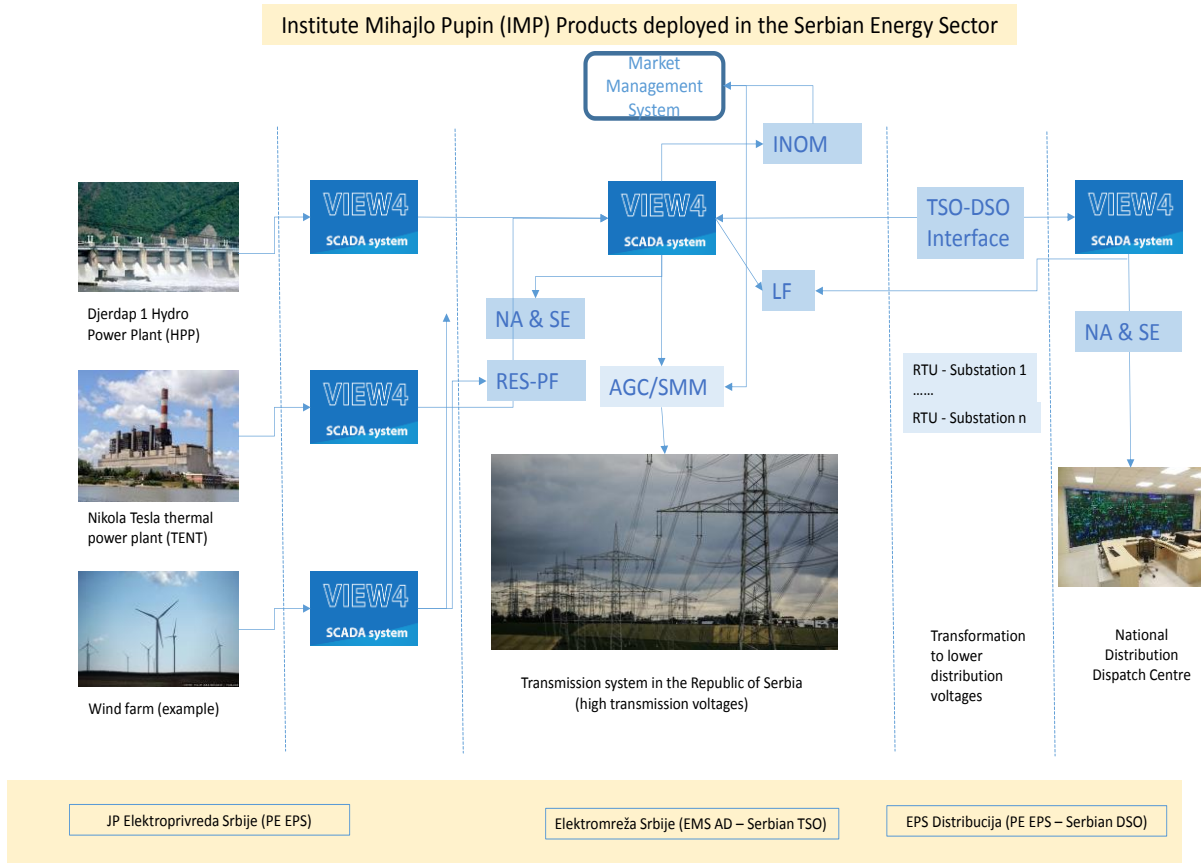 Institute Mihajlo Pupin (IMP) Products deployed in the Serbian Energy Sector
Market
Management
System
INOM
VIEW4
SCADA system
VIEW4
SCADA system
TSO-DSO
Interface
VIEW4
SCADA system
LF
Djerdap 1 Hydro
Power Plant (HPP)
NA & SE
NA & SE
RES-PF
AGC/SMM
RTU - Substation 1
......
RTU - Substation n
VIEW4
SCADA system
Nikola Tesla thermal
power plant (TENT)
VIEW4
SCADA system
Wind farm (example)
Transmission system in the Republic of Serbia
(high transmission voltages)
Transformation
to lower
distribution
voltages
National
Distribution
Dispatch Centre
JP Elektroprivreda Srbije (PE EPS)
Elektromreža Srbije (EMS AD – Serbian TSO)
EPS Distribucija (PE EPS – Serbian DSO)